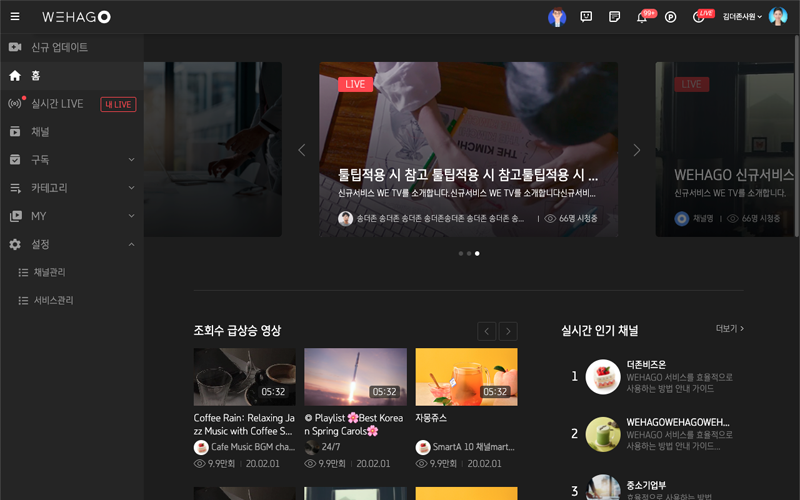 WEHAGO
99+
LIVE
김더존사원
신규 업데이트
홈
실시간 LIVE
내 LIVE
채널
구독
카테고리
MY
설정
채널관리
서비스관리
LIVE
툴팁적용 시 참고 툴팁적용 시 참고툴팁적용 시 ...
신규서비스 WE TV를 소개합니다.신규서비스 WE TV를 소개합니다신규서비...
송더존 송더존 송더존 송더존송더존 송더존 송더존 송...
66명 시청중
LIVE
WEHAGO 신규서비스
신규서비스 WE TV를 소개합니다.
채널명
66명 시청중
조회수 급상승 영상
05:32
Coffee Rain: Relaxing Ja
zz Music with Coffee S...
Cafe Music BGM cha...
9.9만회
20.02.01
05:32
Playlist 🌸Best Korea
n Spring Carols🌸
24/7
9.9만회
20.02.01
05:32
자몽쥬스
SmartA 10 채널mart...
9.9만회
20.02.01
실시간 인기 채널
더보기 >
1
더존비즈온
WEHAGO 서비스를 효율적으로
사용하는 방법 안내 가이드
2
WEHAGOWEHAGOWEH...
WEHAGO 서비스를 효율적으로
사용하는 방법 안내 가이드...
3
중소기업부
효율적으로 사용하는 방법